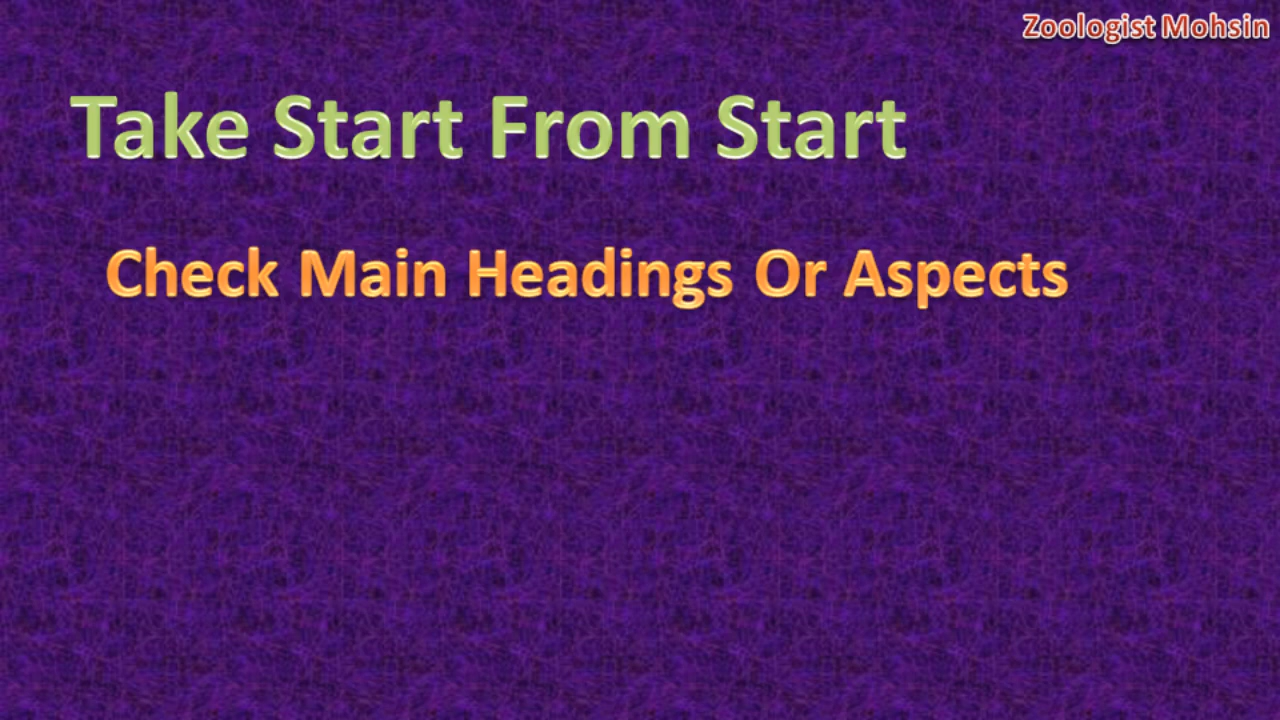 Zoologist Mohsin
Take Start From Start
Check Main Headings Or Aspects